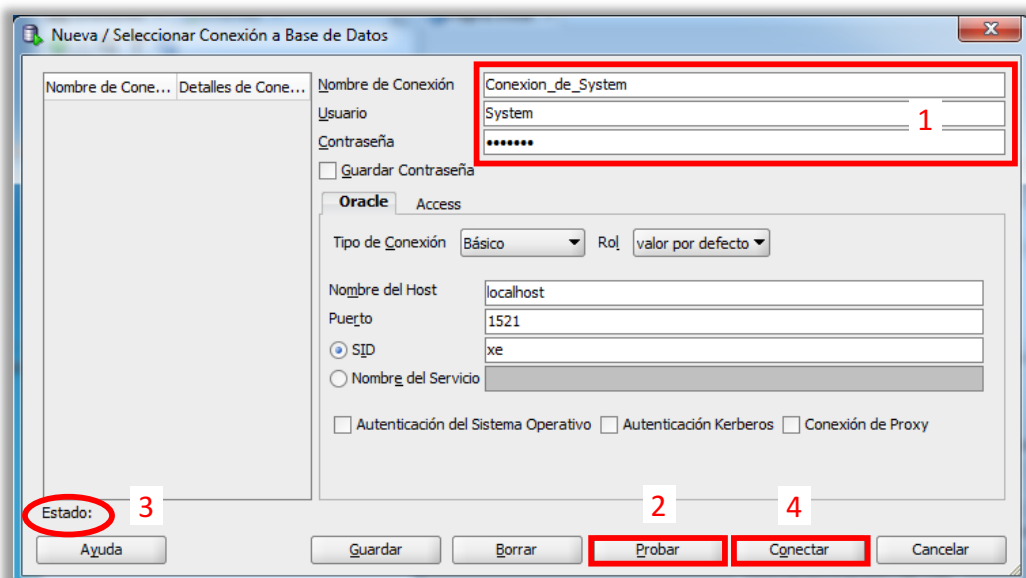 Nueva / Seleccionar Conexión a Base de Datos
Nombre de Cone... Detalles de Cone...
Nombre de Conexión Conexion_de_System
Usuario System
1
Contraseña •••••••
Guardar Contraseña
Oracle Access
Tipo de Conexión Básico Rol valor por defecto
Nombre del Host localhost
Puerto 1521
SID xe
Nombre del Servicio
Autenticación del Sistema Operativo Autenticación Kerberos Conexión de Proxy
Estado: 3 2 4
Ayuda Guardar Borrar Probar Conectar Cancelar